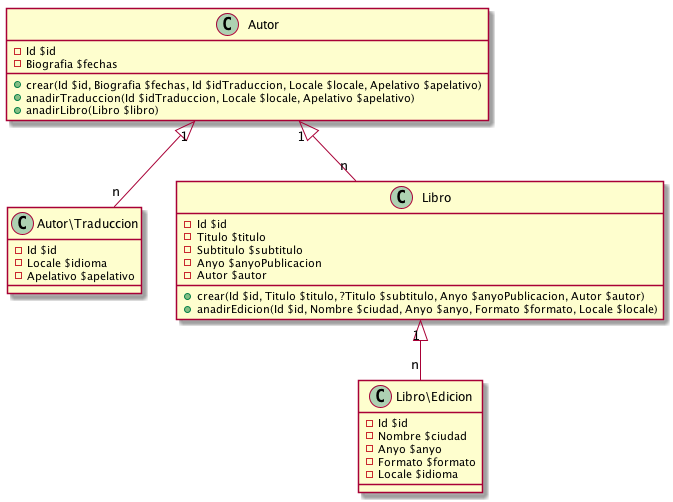 C Autor
Id $id
Biografia $fechas
crear(Id $id, Biografia $fechas, Id $idTraduccion, Locale $locale, Apelativo $apelativo)
anadirTraduccion(Id $idTraduccion, Locale $locale, Apelativo $apelativo)
anadirLibro(Libro $libro)
1
1
n
n
C Autor\Traduccion
Id $id
Locale $idioma
Apelativo $apelativo
C Libro
Id $id
Titulo $titulo
Subtitulo $subtitulo
Anyo $anyoPublicacion
Autor $autor
crear(Id $id, Titulo $titulo, ?Titulo $subtitulo, Anyo $anyoPublicacion, Autor $autor)
anadirEdicion(Id $id, Nombre $ciudad, Anyo $anyo, Formato $formato, Locale $locale)
1
n
C Libro\Edicion
Id $id
Nombre $ciudad
Anyo $anyo
Formato $formato
Locale $idioma